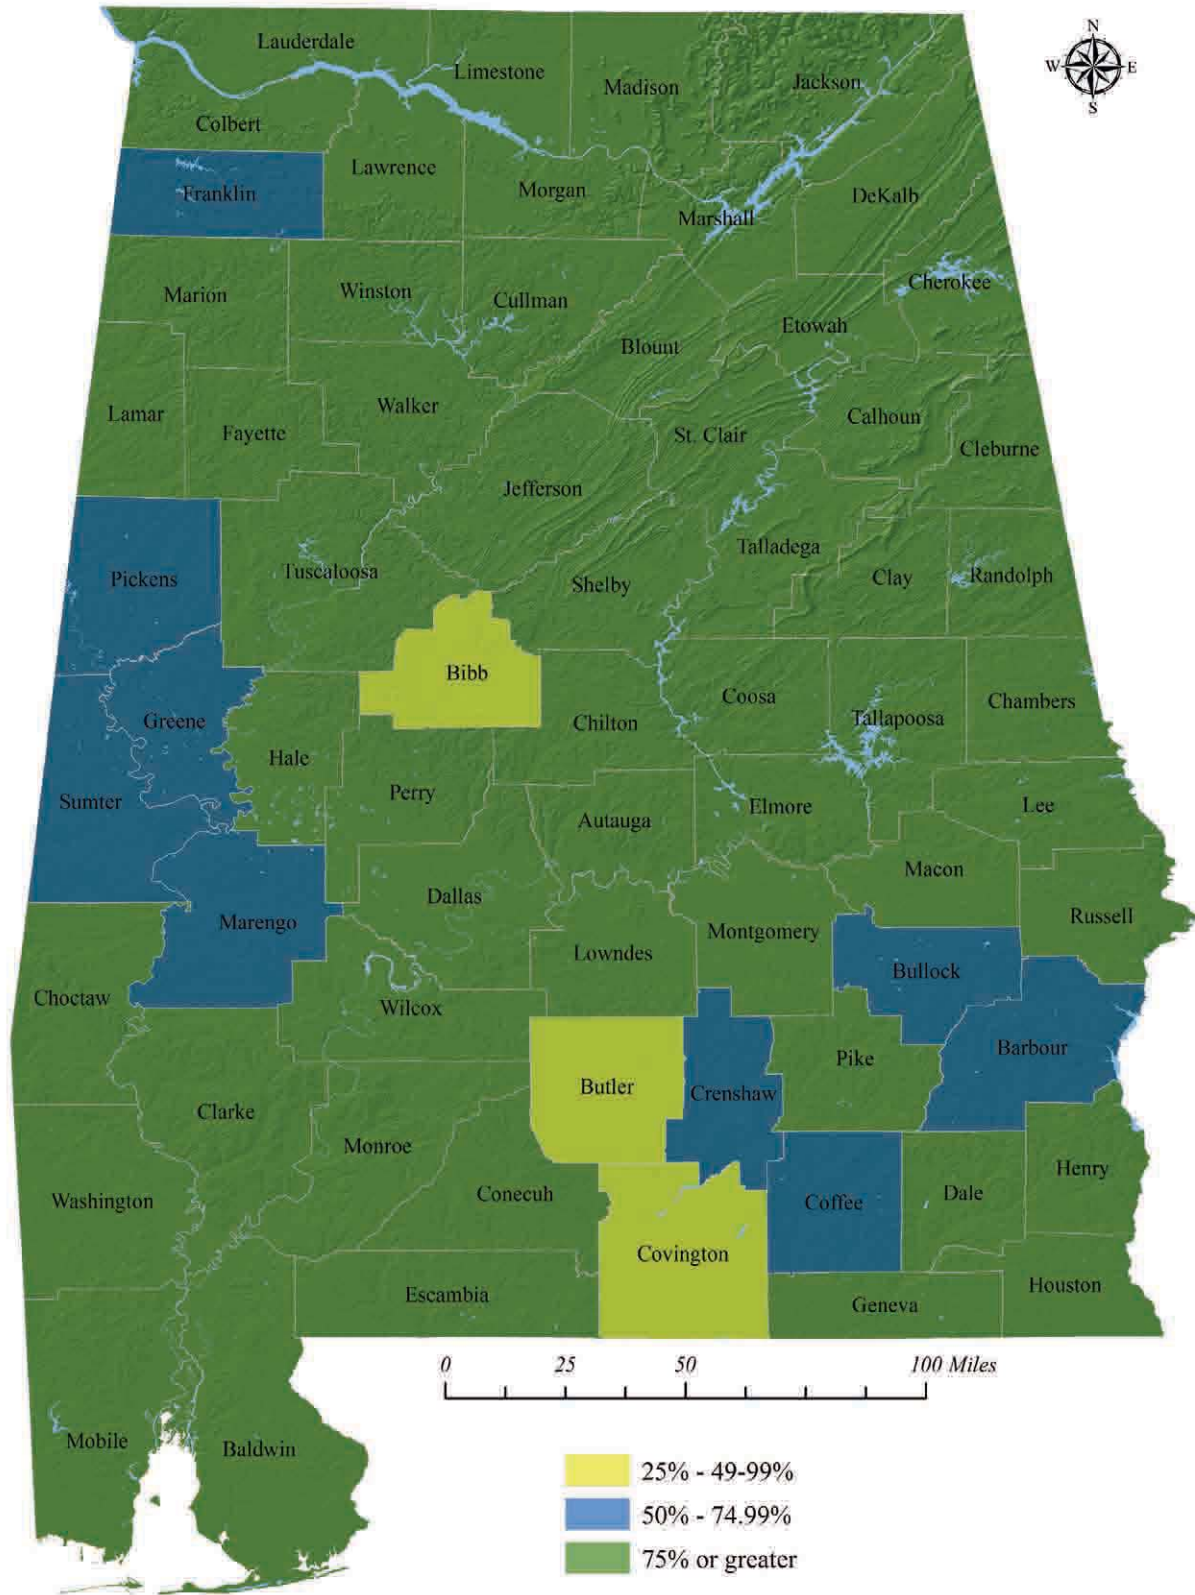 N
W E
S
Lauderdale
Limestone
Madison
Jackson
Colbert
Lawrence
Franklin
Morgan
DeKalb
Marshall
Cherokee
Marion
Winston
Cullman
Etowah
Blount
Lamar
Walker
Calhoun
Fayette
St. Clair
Cleburne
Jefferson
Talladega
Pickens
Tuscaloosa
Shelby
Clay
Randolph
Bibb
Coosa
Chambers
Greene
Chilton
Tallapoosa
Hale
Sumter
Perry
Autauga
Elmore
Lee
Macon
Dallas
Marengo
Russell
Montgomery
Lowndes
Bullock
Choctaw
Wilcox
Barbour
Pike
Butler
Crenshaw
Clarke
Monroe
Henry
Washington
Conecuh
Coffee
Dale
Covington
Escambia
Geneva
Houston
0 25 50 100 Miles
Mobile
Baldwin
25% - 49-99%
50% - 74.99%
75% or greater